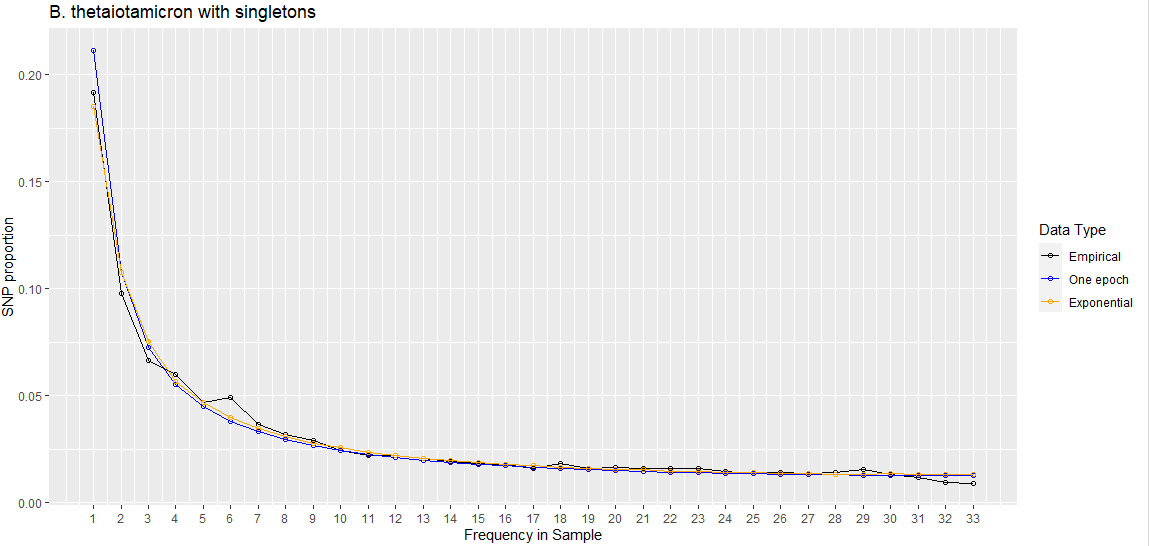 B. thetaiotamicron with singletons
SNP proportion
0.20
0.15
0.10
0.05
0.00
1 2 3 4 5 6 7 8 9 10 11 12 13 14 15 16 17 18 19 20 21 22 23 24 25 26 27 28 29 30 31 32 33
Frequency in Sample
Data Type
Empirical
One epoch
Exponential